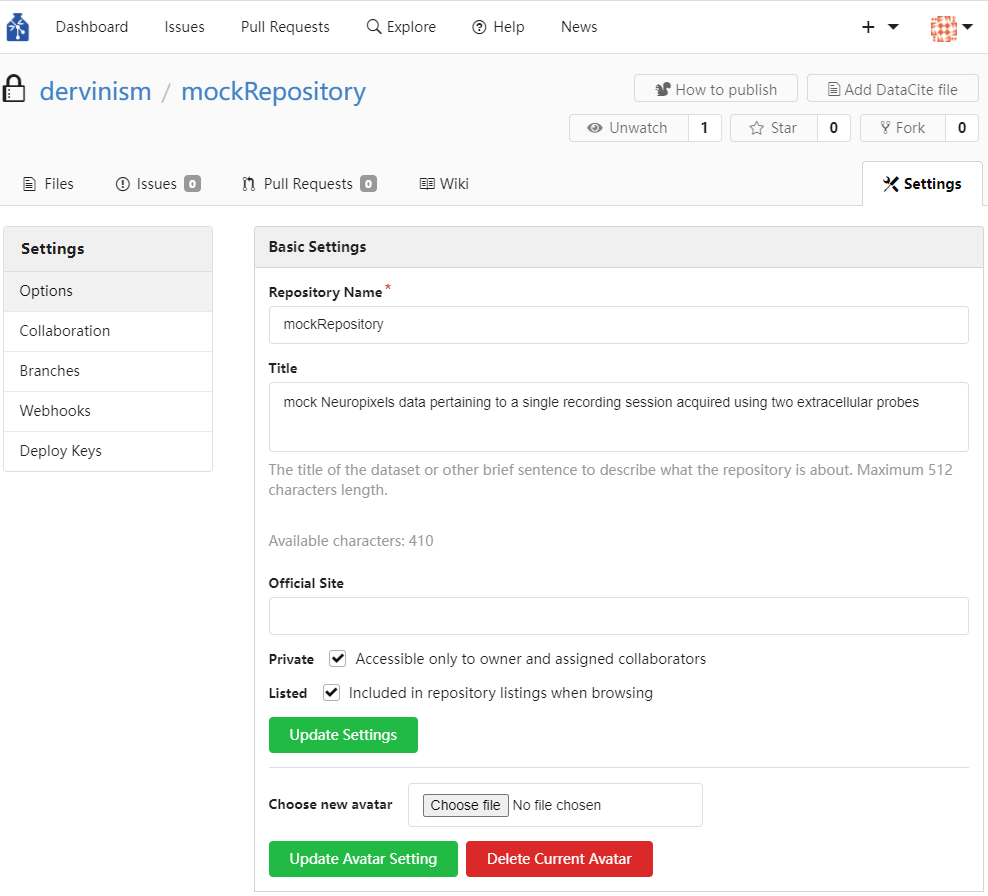 Dashboard Issues Pull Requests Explore Help News
dervinism / mockRepository
How to publish Add DataCite file
Unwatch 1 Star 0 Fork 0
Files Issues 0 Pull Requests 0 Wiki Settings
Settings
Options
Collaboration
Branches
Webhooks
Deploy Keys
Basic Settings
Repository Name*
mockRepository
Title
mock Neuropixels data pertaining to a single recording session acquired using two extracellular probes
The title of the dataset or other brief sentence to describe what the repository is about. Maximum 512
characters length.
Available characters: 410
Official Site
Private Accessible only to owner and assigned collaborators
Listed Included in repository listings when browsing
Update Settings
Choose new avatar Choose file No file chosen
Update Avatar Setting Delete Current Avatar